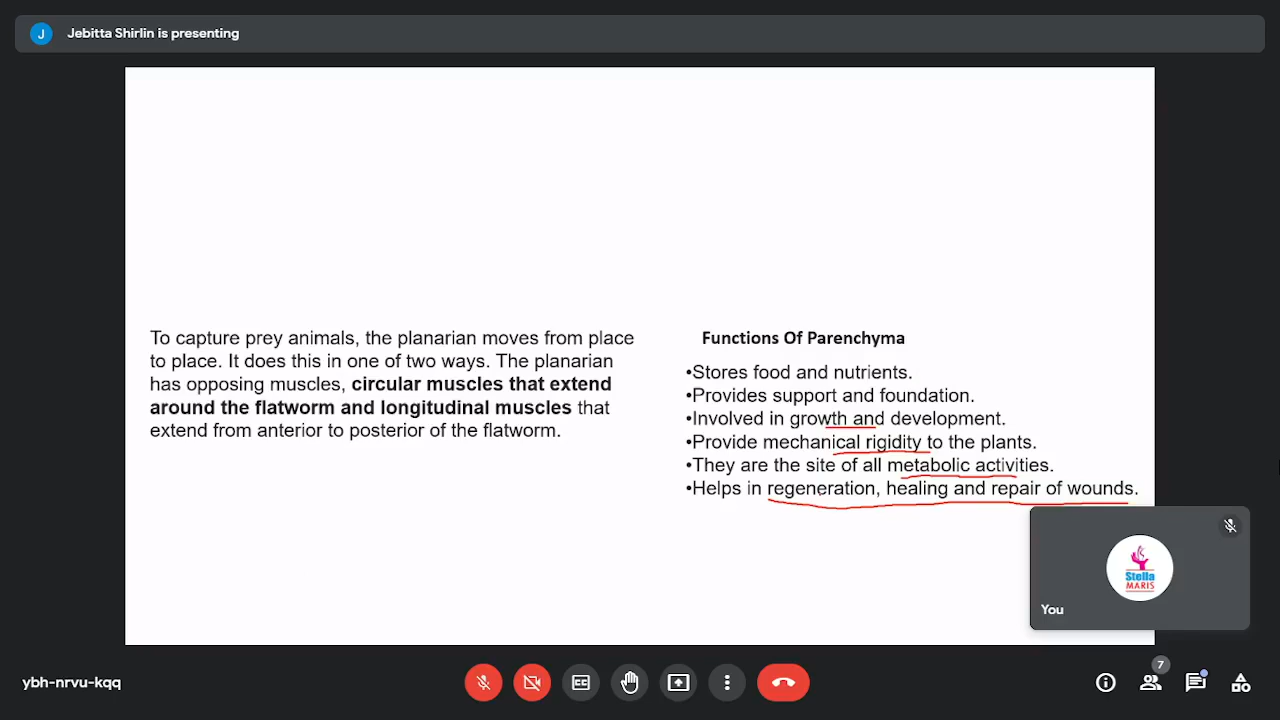 J
Jebitta Shirlin is presenting
To capture prey animals, the planarian moves from place
to place. It does this in one of two ways. The planarian
has opposing muscles, circular muscles that extend
around the flatworm and longitudinal muscles that
extend from anterior to posterior of the flatworm.
Functions Of Parenchyma
•Stores food and nutrients.
•Provides support and foundation.
•Involved in growth and development.
•Provide mechanical rigidity to the plants.
•They are the site of all metabolic activities.
•Helps in regeneration, healing and repair of wounds.
Stella
MARIS
You
ybh-nrvu-kqq
CC
7